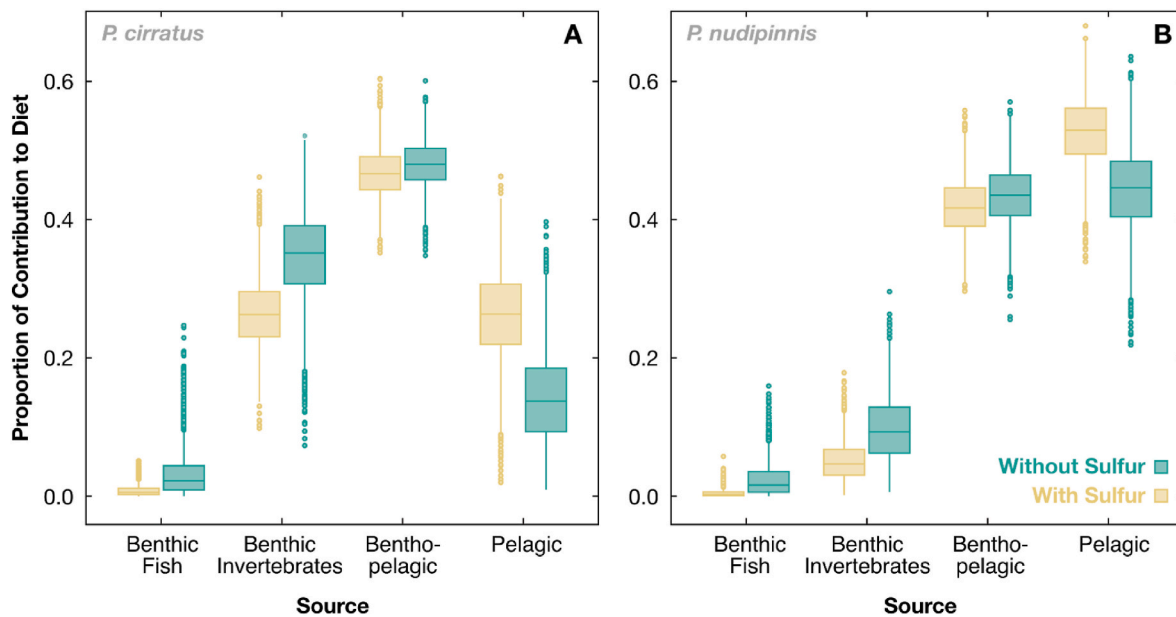 P. cirratus
A
P. nudipinnis
B
Proportion of Contribution to Diet
0.6
0.4
0.2
0.0
0.6
0.4
0.2
0.0
Without Sulfur
With Sulfur
Benthic
Fish
Benthic
Invertebrates
Bentho-
pelagic
Pelagic
Benthic
Fish
Benthic
Invertebrates
Bentho-
pelagic
Pelagic
Source
Source